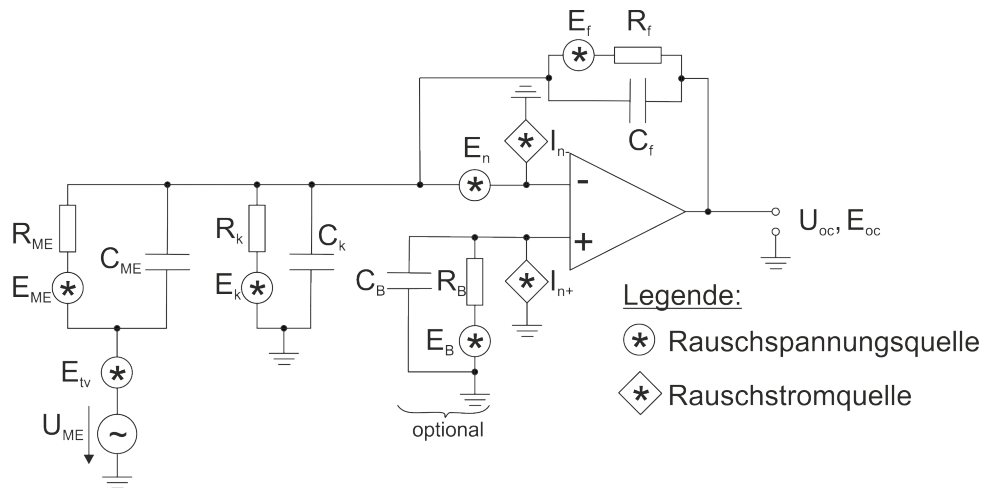 E_f R_f
C_f
E_n I_n-
-
+
R_ME C_ME R_k C_k
E_ME * E_k *
C_B R_B * I_n+
E_B *
E_tv *
U_ME ~
optional
U_oc, E_oc
Legende:
* Rauschspannungsquelle
* Rauschstromquelle